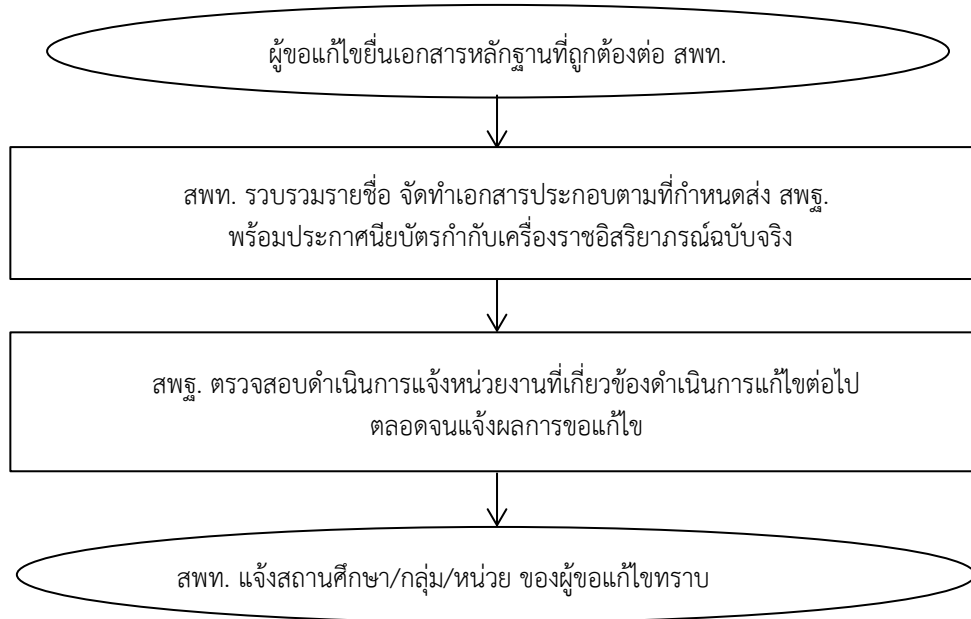 ผู้ขอแก้ไขยื่นเอกสารหลักฐานที่ถูกต้องต่อ สพท.
สพท. รวบรวมรายชื่อ จัดทำเอกสารประกอบตามที่กำหนดส่ง สพฐ.
พร้อมประกาศนียบัตรกำกับเครื่องราชอิสริยาภรณ์ฉบับจริง
สพฐ. ตรวจสอบดำเนินการแจ้งหน่วยงานที่เกี่ยวข้องดำเนินการแก้ไขต่อไป
ตลอดจนแจ้งผลการขอแก้ไข
สพท. แจ้งสถานศึกษา/กลุ่ม/หน่วย ของผู้ขอแก้ไขทราบ